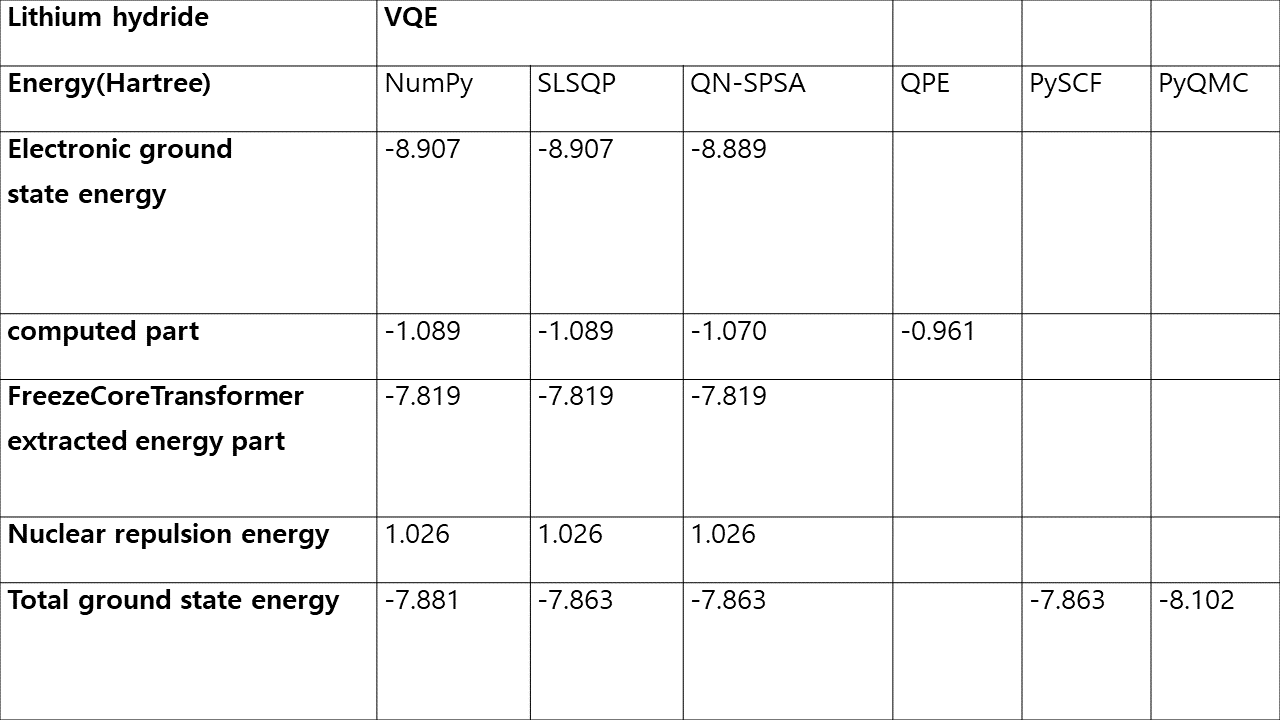 Lithium hydride VQE
Energy(Hartree) NumPy SLSQP QN-SPSA QPE PySCF PyQMC
Electronic ground -8.907 -8.907 -8.889
state energy
computed part -1.089 -1.089 -1.070 -0.961
FreezeCoreTransformer -7.819 -7.819 -7.819
extracted energy part
Nuclear repulsion energy 1.026 1.026 1.026
Total ground state energy -7.881 -7.863 -7.863 -7.863 -8.102